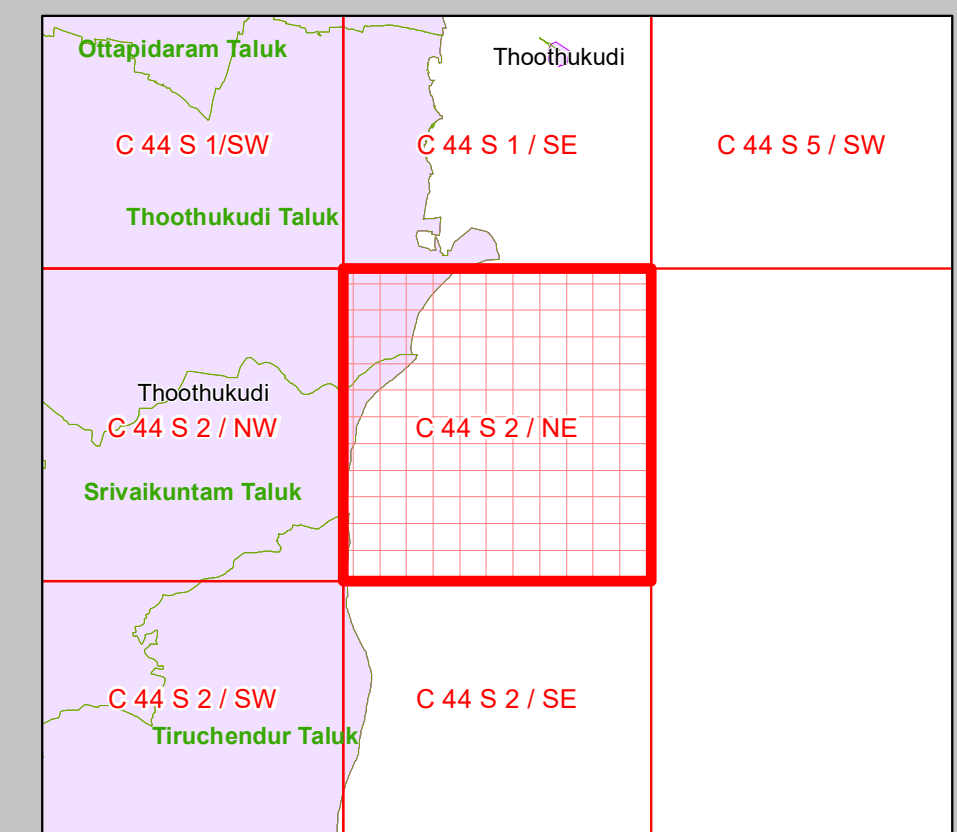 Ottapidaram Taluk
Thoothukudi
C 44 S 1/SW
C 44 S 1 / SE
C 44 S 5 / SW
Thoothukudi Taluk
Thoothukudi
C 44 S 2 / NW
C 44 S 2 / NE
Srivaikuntam Taluk
C 44 S 2 / SW
C 44 S 2 / SE
Tiruchendur Taluk